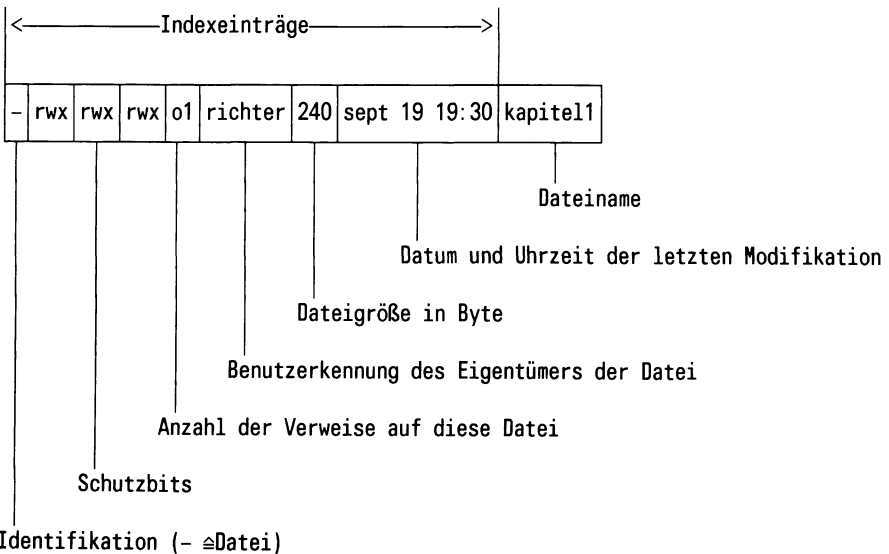 Indexeinträge
- rwx rwx rwx o1 richter 240 sept 19 19:30 kapitel1
Dateiname
Datum und Uhrzeit der letzten Modifikation
Dateigröße in Byte
Benutzerkennung des Eigentümers der Datei
Anzahl der Verweise auf diese Datei
Schutzbits
Identifikation (- ≙Datei)